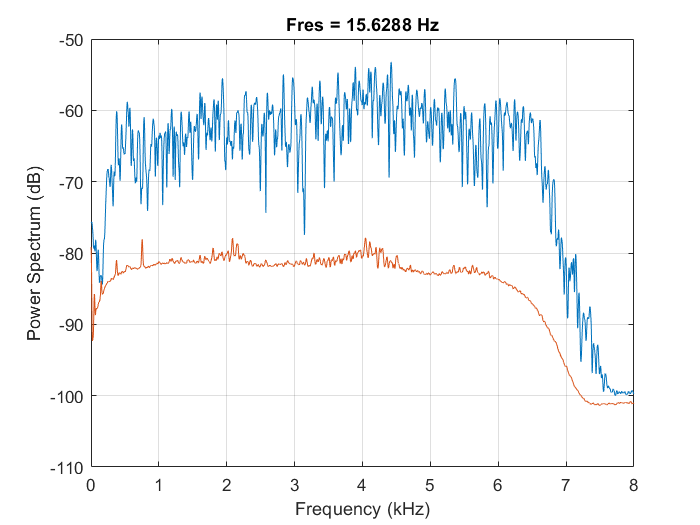 Fres = 15.6288 Hz
-50
-60
-70
-80
-90
-100
-110
Power Spectrum (dB)
0 1 2 3 4 5 6 7 8
Frequency (kHz)